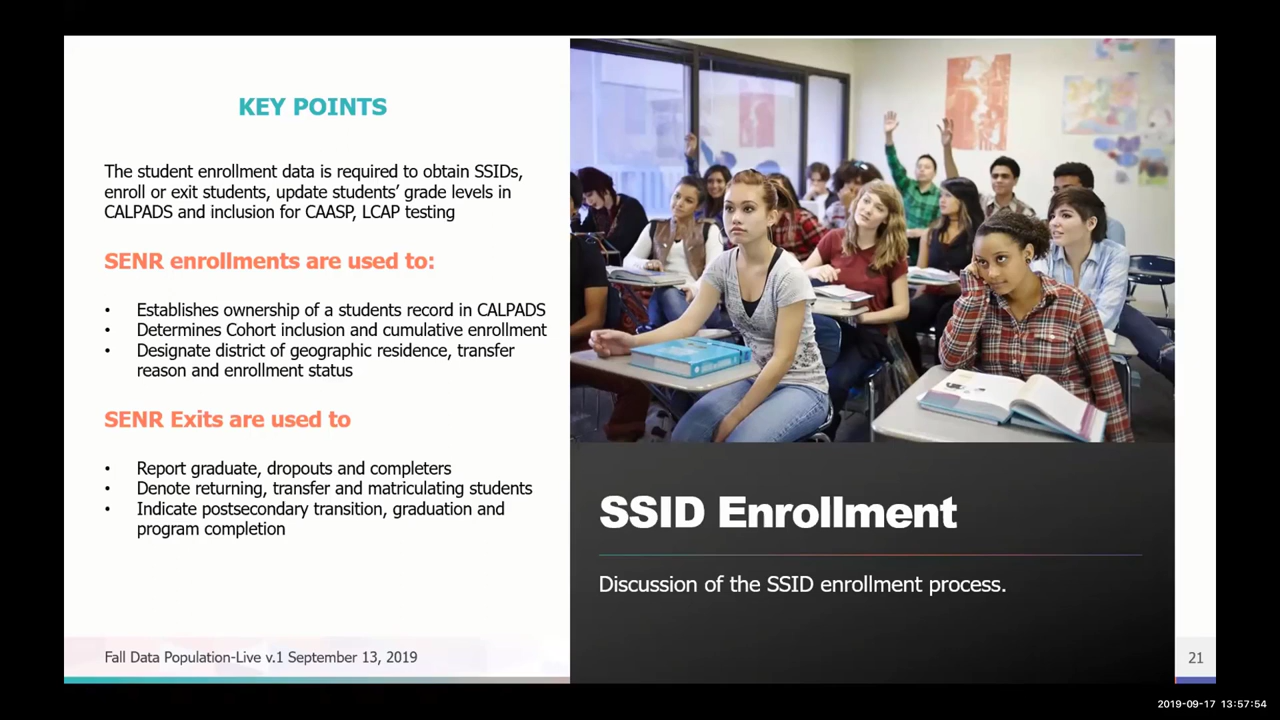 KEY POINTS
The student enrollment data is required to obtain SSIDs,
enroll or exit students, update students’ grade levels in
CALPADS and inclusion for CAASP, LCAP testing
SENR enrollments are used to:
• Establishes ownership of a students record in CALPADS
• Determines Cohort inclusion and cumulative enrollment
• Designate district of geographic residence, transfer
reason and enrollment status
SENR Exits are used to
• Report graduate, dropouts and completers
• Denote returning, transfer and matriculating students
• Indicate postsecondary transition, graduation and
program completion
SSID Enrollment
Discussion of the SSID enrollment process.
Fall Data Population-Live v.1 September 13, 2019
21
2019-09-17 13:57:54